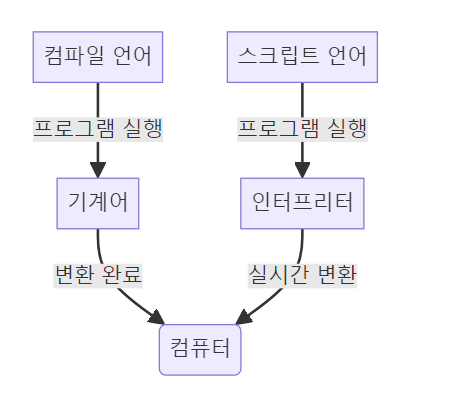 컴파일 언어
스크립트 언어
프로그램 실행
프로그램 실행
기계어
인터프리터
변환 완료
실시간 변환
컴퓨터